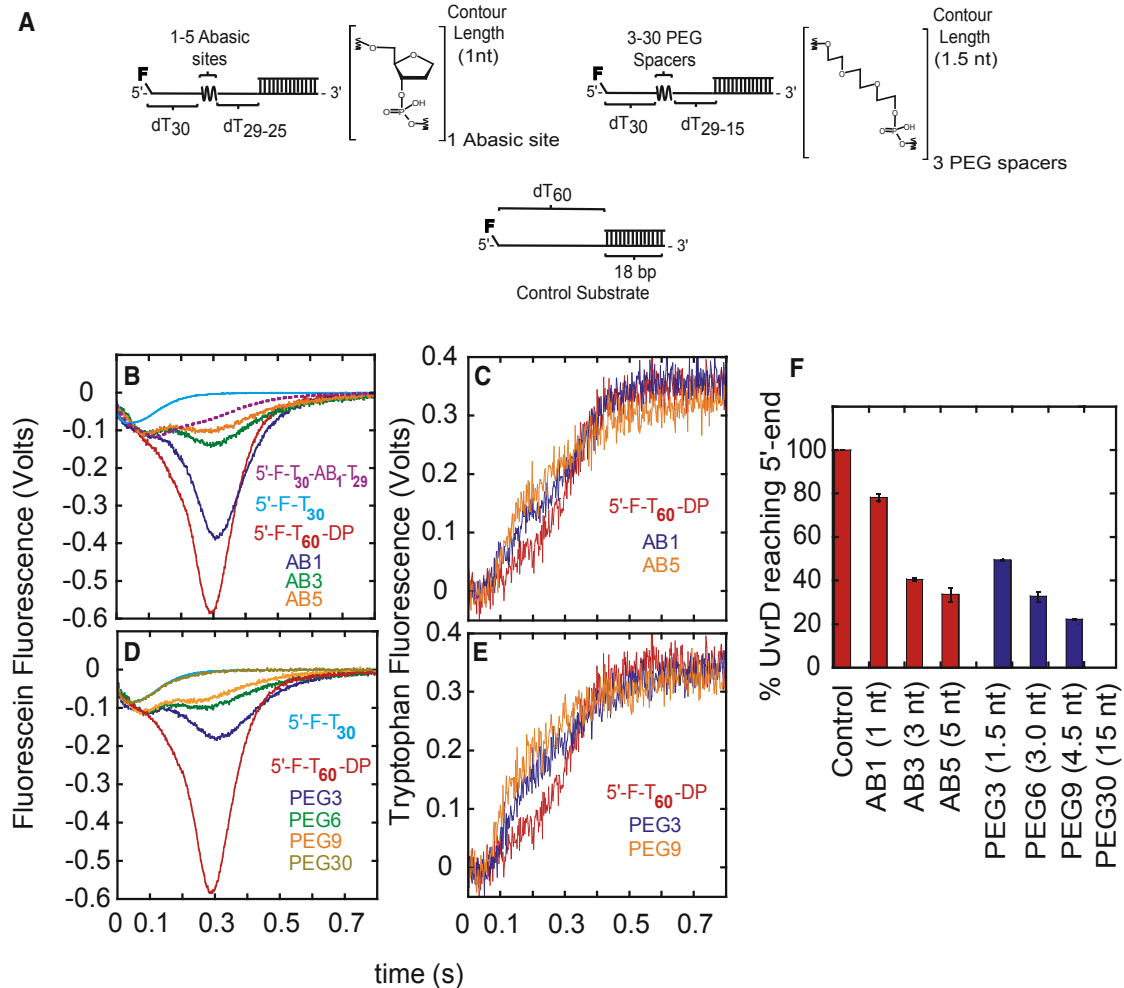 A
1-5 Abasic
sites
F
5'-
- 3'
dT30
dT29-25
Contour
Length
(1nt)
O
O
O
O=P-OH
O
1 Abasic site
3-30 PEG
Spacers
F
5'-
- 3'
dT30
dT29-15
Contour
Length
(1.5 nt)
O
O
O
O
O=P-OH
O
3 PEG spacers
dT60
F
5'-
- 3'
18 bp
Control Substrate
B
Fluorescein Fluorescence (Volts)
0
-0.1
-0.2
-0.3
-0.4
-0.5
-0.6
5'-F-T30-AB1-T29
5'-F-T30
5'-F-T60-DP
AB1
AB3
AB5
C
Tryptophan Fluorescence (Volts)
0.4
0.3
0.2
0.1
0
5'-F-T60-DP
AB1
AB5
D
0
-0.1
-0.2
-0.3
-0.4
-0.5
-0.6
5'-F-T30
5'-F-T60-DP
PEG3
PEG6
PEG9
PEG30
0 0.1 0.3 0.5 0.7
E
0.4
0.3
0.2
0.1
0
5'-F-T60-DP
PEG3
PEG9
0 0.1 0.3 0.5 0.7
time (s)
F
% UvrD reaching 5'-end
100
80
60
40
20
0
Control
AB1 (1 nt)
AB3 (3 nt)
AB5 (5 nt)
PEG3 (1.5 nt)
PEG6 (3.0 nt)
PEG9 (4.5 nt)
PEG30 (15 nt)